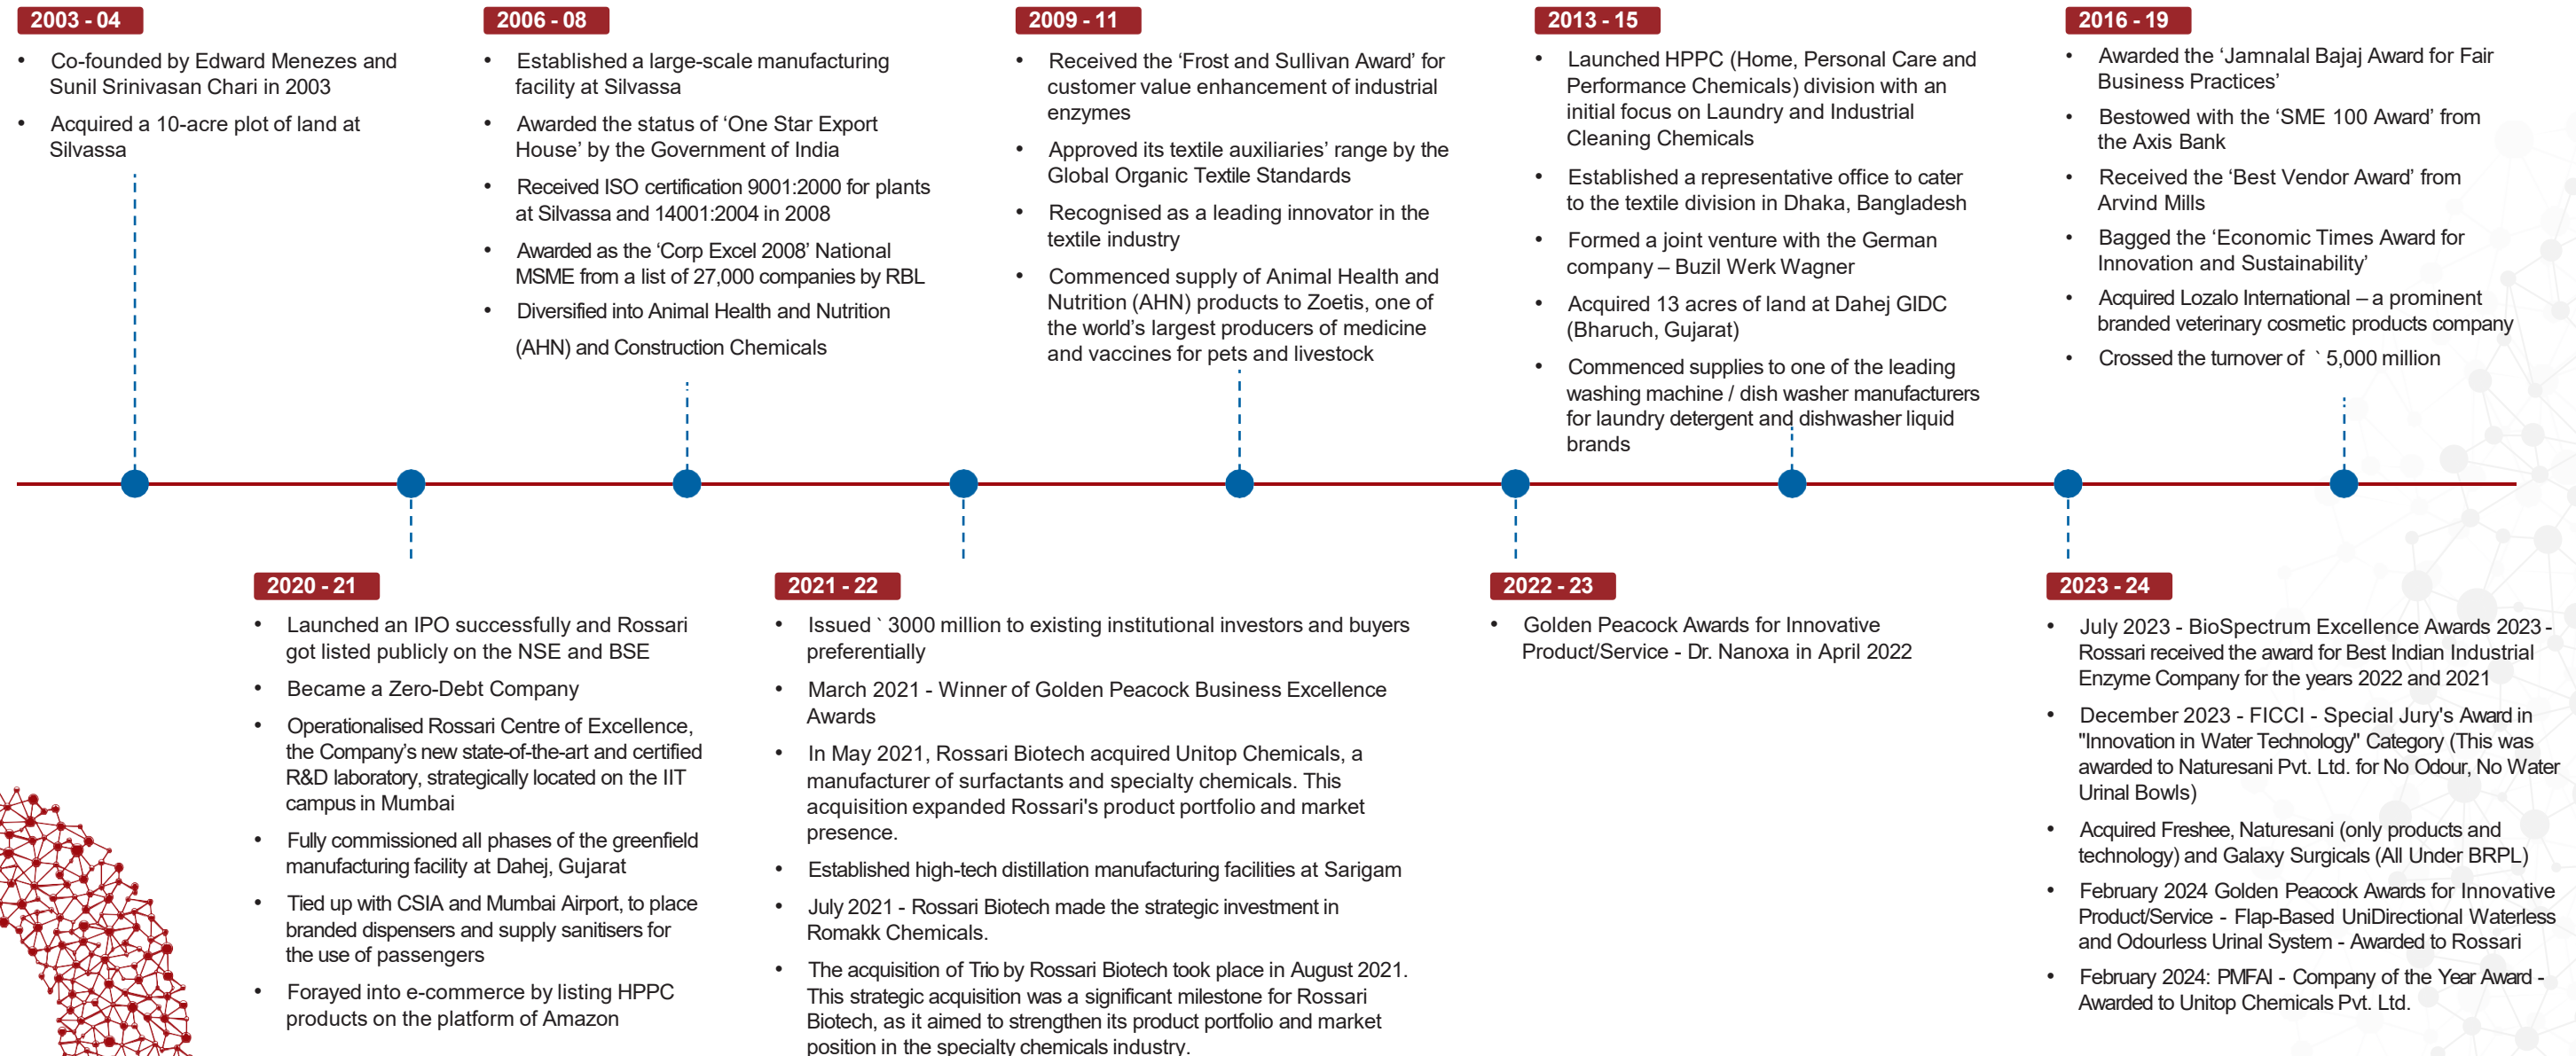 2003 - 04
• Co-founded by Edward Menezes and
Sunil Srinivasan Chari in 2003
• Acquired a 10-acre plot of land at
Silvassa
2006 - 08
• Established a large-scale manufacturing
facility at Silvassa
• Awarded the status of ‘One Star Export
House’ by the Government of India
• Received ISO certification 9001:2000 for plants
at Silvassa and 14001:2004 in 2008
• Awarded as the ‘Corp Excel 2008’ National
MSME from a list of 27,000 companies by RBL
• Diversified into Animal Health and Nutrition
(AHN) and Construction Chemicals
2009 - 11
• Received the ‘Frost and Sullivan Award’ for
customer value enhancement of industrial
enzymes
• Approved its textile auxiliaries’ range by the
Global Organic Textile Standards
• Recognised as a leading innovator in the
textile industry
• Commenced supply of Animal Health and
Nutrition (AHN) products to Zoetis, one of
the world’s largest producers of medicine
and vaccines for pets and livestock
2013 - 15
• Launched HPPC (Home, Personal Care and
Performance Chemicals) division with an
initial focus on Laundry and Industrial
Cleaning Chemicals
• Established a representative office to cater
to the textile division in Dhaka, Bangladesh
• Formed a joint venture with the German
company – Buzil Werk Wagner
• Acquired 13 acres of land at Dahej GIDC
(Bharuch, Gujarat)
• Commenced supplies to one of the leading
washing machine / dish washer manufacturers
for laundry detergent and dishwasher liquid
brands
2016 - 19
• Awarded the ‘Jamnalal Bajaj Award for Fair
Business Practices’
• Bestowed with the ‘SME 100 Award’ from
the Axis Bank
• Received the ‘Best Vendor Award’ from
Arvind Mills
• Bagged the ‘Economic Times Award for
Innovation and Sustainability’
• Acquired Lozalo International – a prominent
branded veterinary cosmetic products company
• Crossed the turnover of ` 5,000 million
2020 - 21
• Launched an IPO successfully and Rossari
got listed publicly on the NSE and BSE
• Became a Zero-Debt Company
• Operationalised Rossari Centre of Excellence,
the Company’s new state-of-the-art and certified
R&D laboratory, strategically located on the IIT
campus in Mumbai
• Fully commissioned all phases of the greenfield
manufacturing facility at Dahej, Gujarat
• Tied up with CSIA and Mumbai Airport, to place
branded dispensers and supply sanitisers for
the use of passengers
• Forayed into e-commerce by listing HPPC
products on the platform of Amazon
2021 - 22
• Issued ` 3000 million to existing institutional investors and buyers
preferentially
• March 2021 - Winner of Golden Peacock Business Excellence
Awards
• In May 2021, Rossari Biotech acquired Unitop Chemicals, a
manufacturer of surfactants and specialty chemicals. This
acquisition expanded Rossari's product portfolio and market
presence.
• Established high-tech distillation manufacturing facilities at Sarigam
• July 2021 - Rossari Biotech made the strategic investment in
Romakk Chemicals.
• The acquisition of Trio by Rossari Biotech took place in August 2021.
This strategic acquisition was a significant milestone for Rossari
Biotech, as it aimed to strengthen its product portfolio and market
position in the specialty chemicals industry.
2022 - 23
• Golden Peacock Awards for Innovative
Product/Service - Dr. Nanoxa in April 2022
2023 - 24
• July 2023 - BioSpectrum Excellence Awards 2023 -
Rossari received the award for Best Indian Industrial
Enzyme Company for the years 2022 and 2021
• December 2023 - FICCI - Special Jury's Award in
"Innovation in Water Technology" Category (This was
awarded to Naturesani Pvt. Ltd. for No Odour, No Water
Urinal Bowls)
• Acquired Freshee, Naturesani (only products and
technology) and Galaxy Surgicals (All Under BRPL)
• February 2024 Golden Peacock Awards for Innovative
Product/Service - Flap-Based UniDirectional Waterless
and Odourless Urinal System - Awarded to Rossari
• February 2024: PMFAI - Company of the Year Award -
Awarded to Unitop Chemicals Pvt. Ltd.